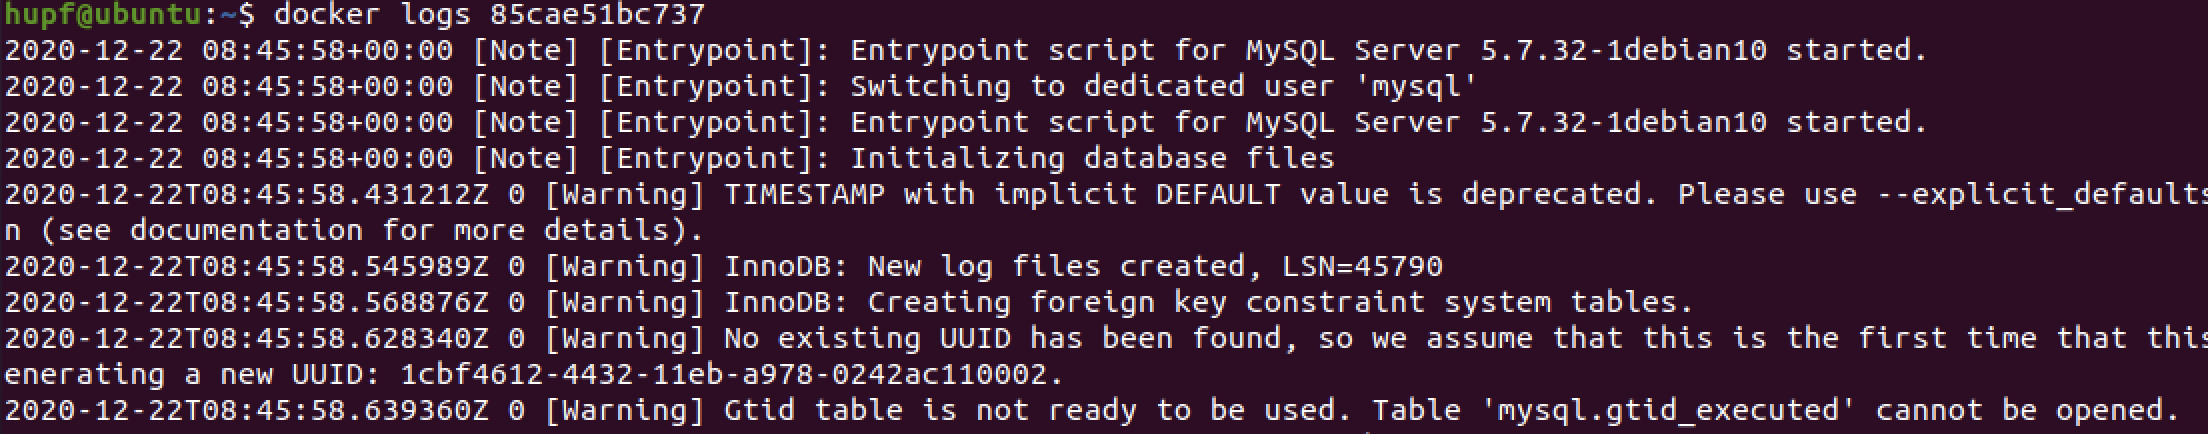 hupf@ubuntu:~$ docker logs 85cae51bc737
2020-12-22 08:45:58+00:00 [Note] [Entrypoint]: Entrypoint script for MySQL Server 5.7.32-1debian10 started.
2020-12-22 08:45:58+00:00 [Note] [Entrypoint]: Switching to dedicated user 'mysql'
2020-12-22 08:45:58+00:00 [Note] [Entrypoint]: Entrypoint script for MySQL Server 5.7.32-1debian10 started.
2020-12-22 08:45:58+00:00 [Note] [Entrypoint]: Initializing database files
2020-12-22T08:45:58.431212Z 0 [Warning] TIMESTAMP with implicit DEFAULT value is deprecated. Please use --explicit_defaults
n (see documentation for more details).
2020-12-22T08:45:58.545989Z 0 [Warning] InnoDB: New log files created, LSN=45790
2020-12-22T08:45:58.568876Z 0 [Warning] InnoDB: Creating foreign key constraint system tables.
2020-12-22T08:45:58.628340Z 0 [Warning] No existing UUID has been found, so we assume that this is the first time that this
enerating a new UUID: 1cbf4612-4432-11eb-a978-0242ac110002.
2020-12-22T08:45:58.639360Z 0 [Warning] Gtid table is not ready to be used. Table 'mysql.gtid_executed' cannot be opened.